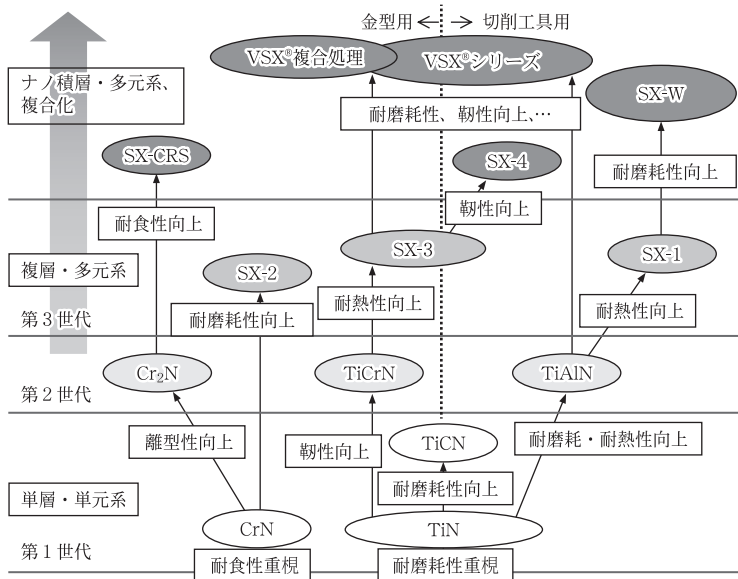 金型用 ← → 切削工具用
VSX®複合処理
VSX®シリーズ
ナノ積層・多元系、
複合化
SX-W
耐磨耗性、靭性向上、…
SX-CRS
SX-4
耐磨耗性向上
耐食性向上
靭性向上
SX-3
SX-1
複層・多元系
SX-2
耐熱性向上
耐熱性向上
第3世代
耐磨耗性向上
Cr₂N
TiCrN
TiAlN
第2世代
離型性向上
靭性向上
TiCN
耐磨耗・耐熱性向上
耐磨耗性向上
単層・単元系
CrN
TiN
第1世代
耐食性重視
耐磨耗性重視